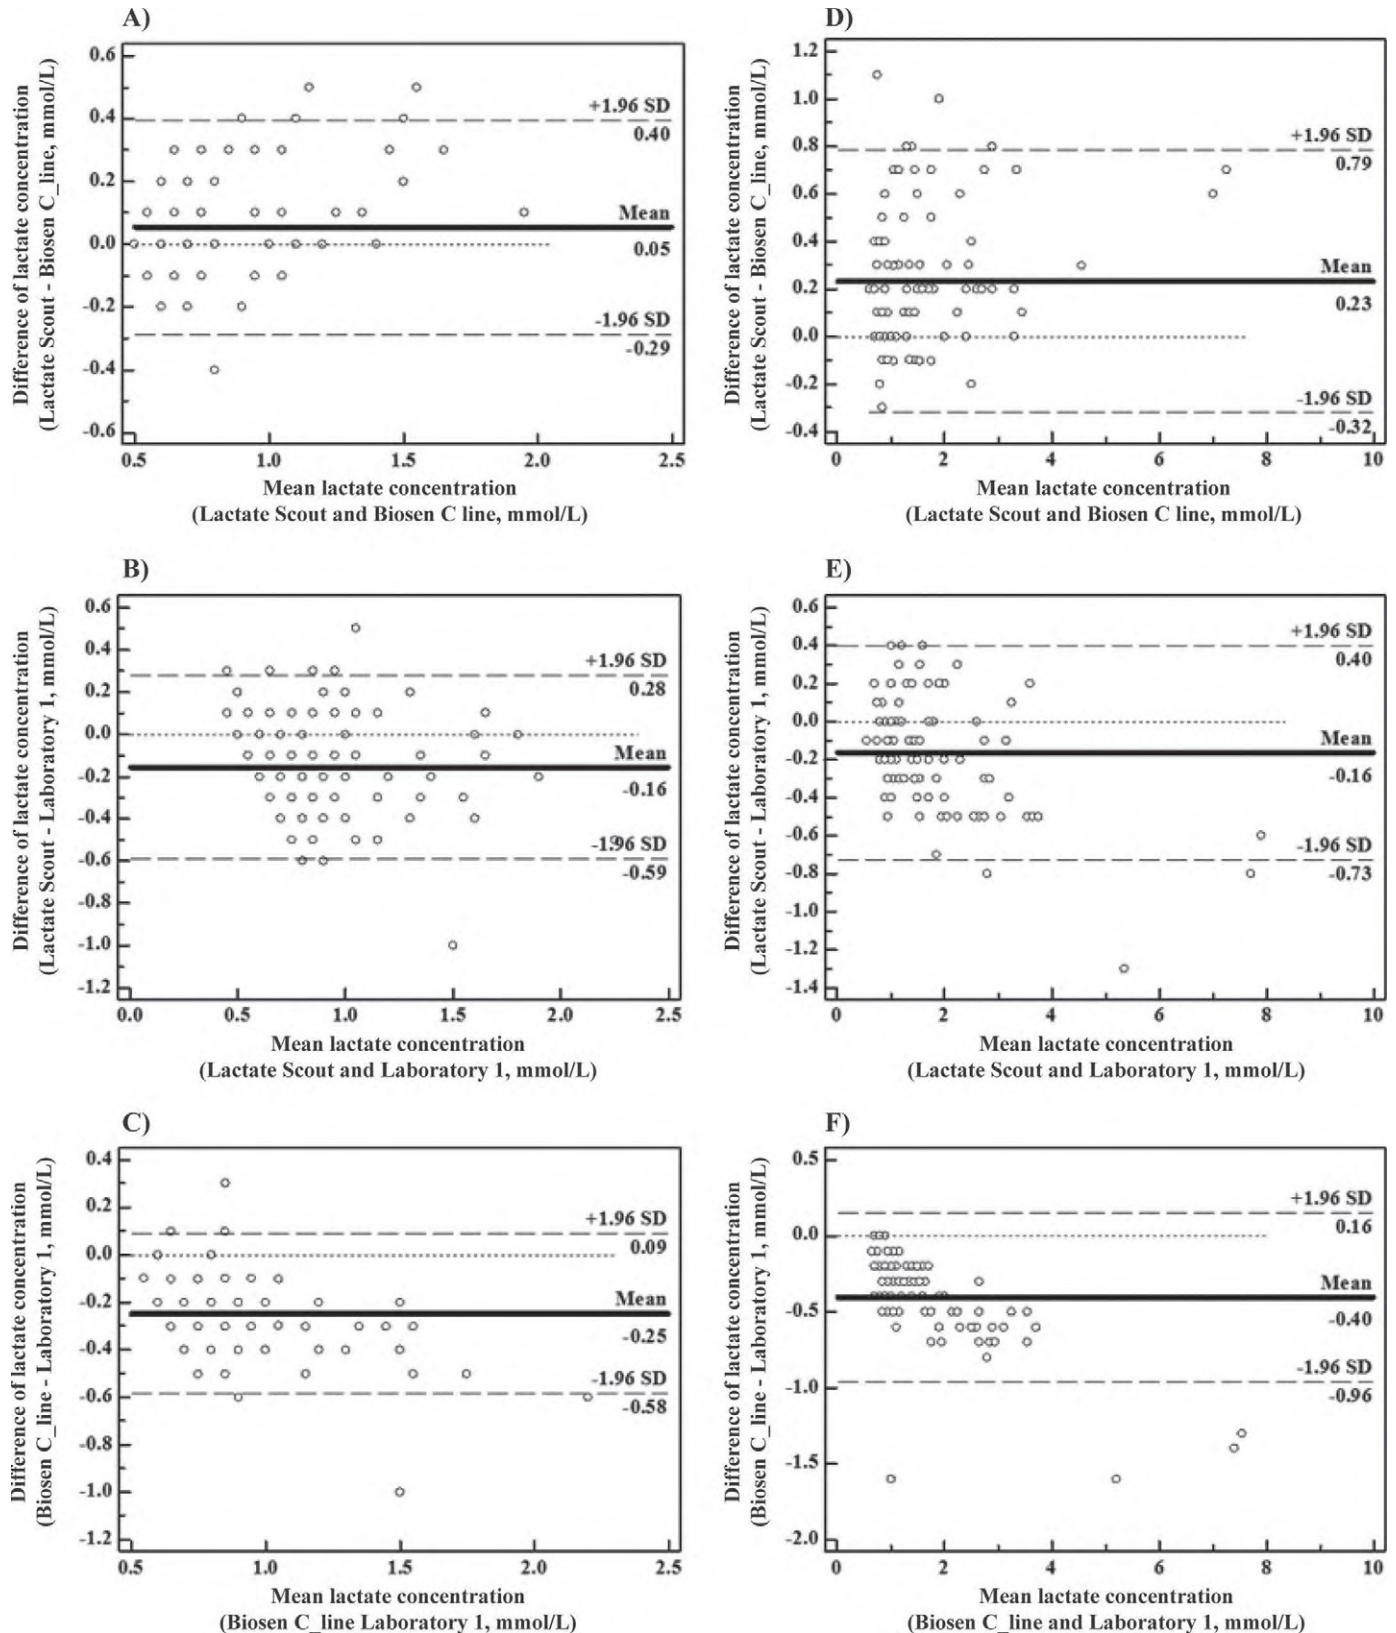 A)
Difference of lactate concentration
(Lactate Scout - Biosen C_line, mmol/L)
0.6
0.4
0.2
0.0
-0.2
-0.4
-0.6
+1.96 SD
0.40
Mean
0.05
-1.96 SD
-0.29
0.5 1.0 1.5 2.0 2.5
Mean lactate concentration
(Lactate Scout and Biosen C line, mmol/L)
D)
Difference of lactate concentration
(Lactate Scout - Biosen C_line, mmol/L)
1.2
1.0
0.8
0.6
0.4
0.2
0.0
-0.2
-0.4
+1.96 SD
0.79
Mean
0.23
-1.96 SD
-0.32
0 2 4 6 8 10
Mean lactate concentration
(Lactate Scout and Biosen C line, mmol/L)
B)
Difference of lactate concentration
(Lactate Scout - Laboratory 1, mmol/L)
0.6
0.4
0.2
0.0
-0.2
-0.4
-0.6
-0.8
-1.0
-1.2
+1.96 SD
0.28
Mean
-0.16
-1.96 SD
-0.59
0.0 0.5 1.0 1.5 2.0 2.5
Mean lactate concentration
(Lactate Scout and Laboratory 1, mmol/L)
E)
Difference of lactate concentration
(Lactate Scout - Laboratory 1, mmol/L)
0.6
0.4
0.2
0.0
-0.2
-0.4
-0.6
-0.8
-1.0
-1.2
-1.4
+1.96 SD
0.40
Mean
-0.16
-1.96 SD
-0.73
0 2 4 6 8 10
Mean lactate concentration
(Lactate Scout and Laboratory 1, mmol/L)
C)
Difference of lactate concentration
(Biosen C_line - Laboratory 1, mmol/L)
0.4
0.2
0.0
-0.2
-0.4
-0.6
-0.8
-1.0
-1.2
+1.96 SD
0.09
Mean
-0.25
-1.96 SD
-0.58
0.5 1.0 1.5 2.0 2.5
Mean lactate concentration
(Biosen C_line Laboratory 1, mmol/L)
F)
Difference of lactate concentration
(Biosen C_line - Laboratory 1, mmol/L)
0.5
0.0
-0.5
-1.0
-1.5
-2.0
+1.96 SD
0.16
Mean
-0.40
-1.96 SD
-0.96
0 2 4 6 8 10
Mean lactate concentration
(Biosen C_line and Laboratory 1, mmol/L)